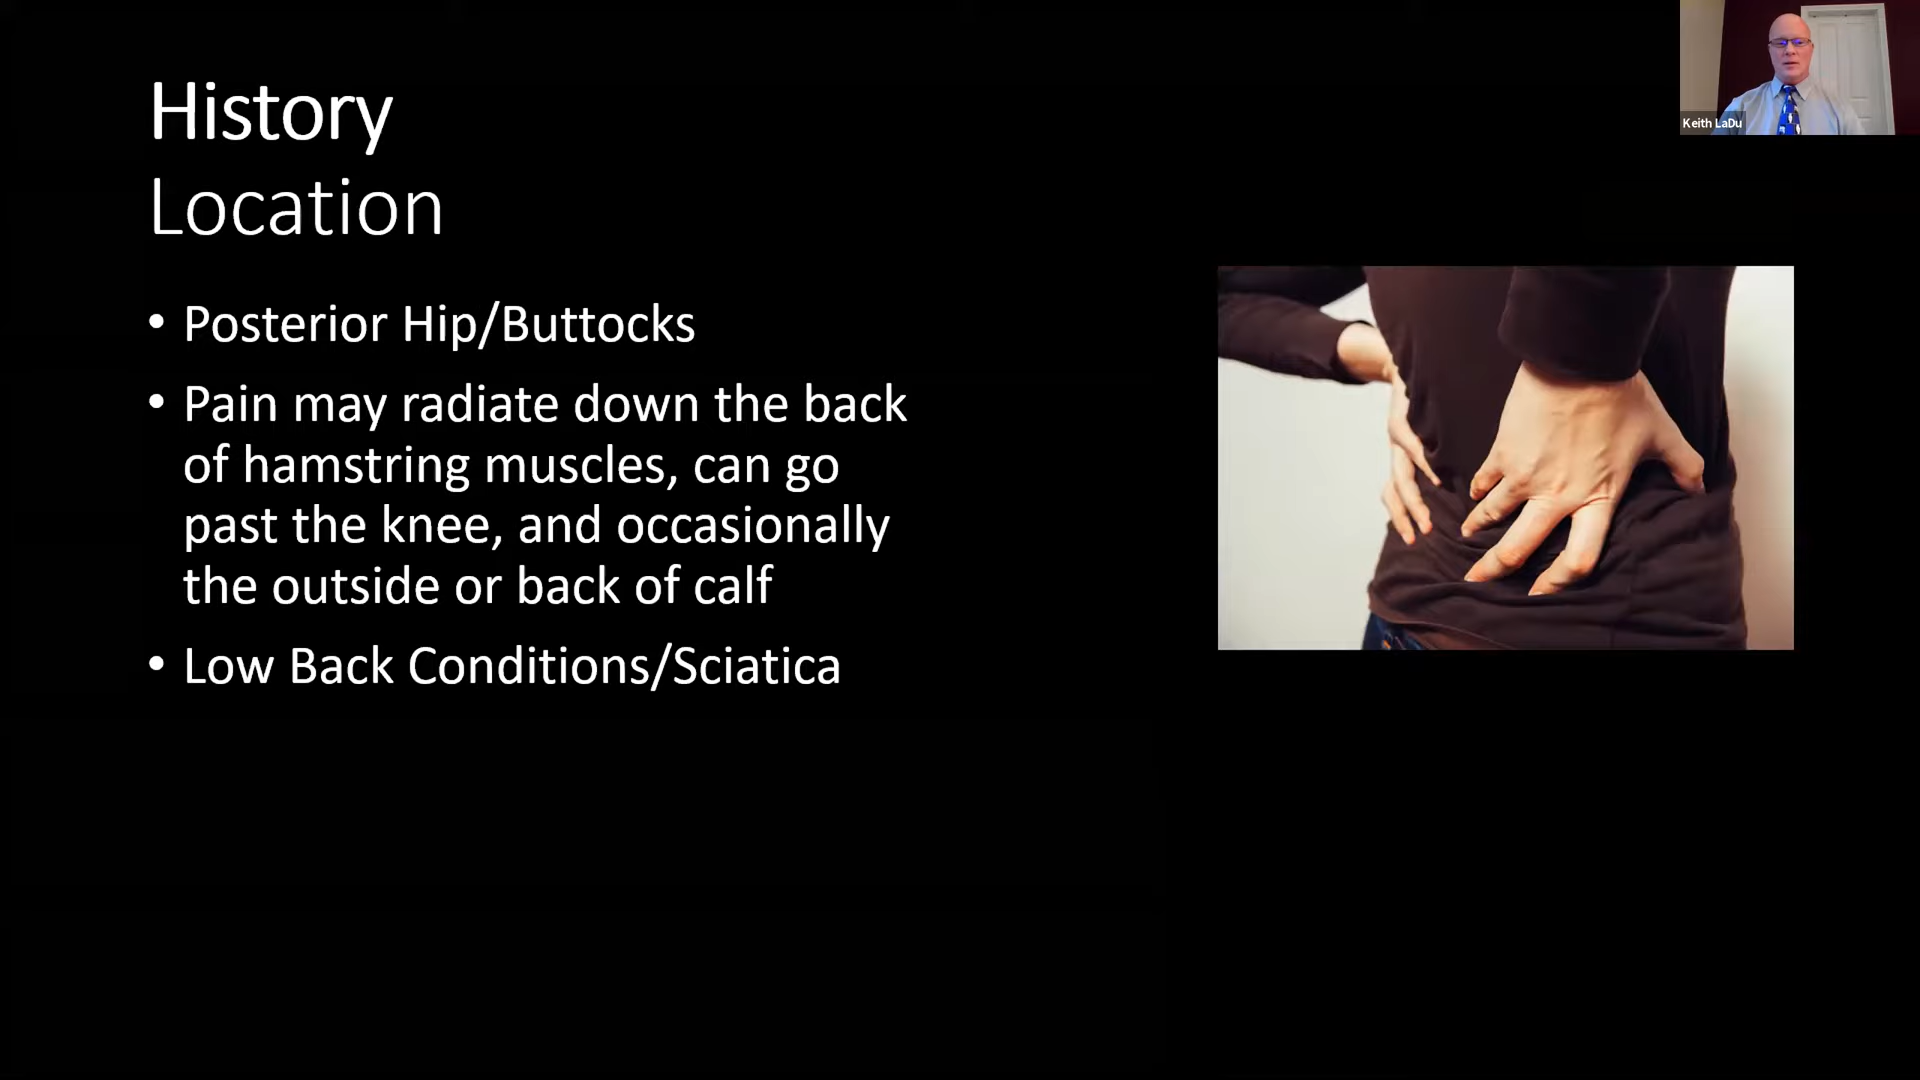 History
Location
• Posterior Hip/Buttocks
• Pain may radiate down the back
of hamstring muscles, can go
past the knee, and occasionally
the outside or back of calf
• Low Back Conditions/Sciatica
Keith LaDu